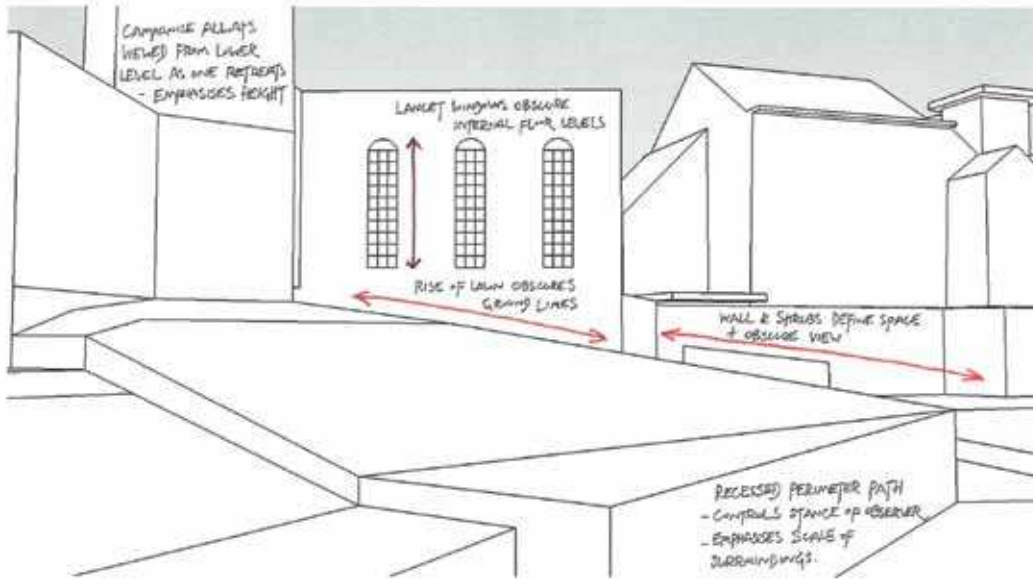 CAMPANILE ALWAYS
VIEWED FROM LOWER
LEVEL AS ONE RETREATS
- EMPHASISES HEIGHT
LANCET WINDOWS OBSCURE
INTERNAL FLOOR LEVELS
RISE OF LAWN OBSCURES
GROUND LINES
WALL & SHRUBS DEFINE SPACE
+ OBSCURE VIEW
RECESSED PERIMETER PATH
- CONTROLS STANCE OF OBSERVER
- EMPHASISES SCALE OF
SURROUNDINGS.